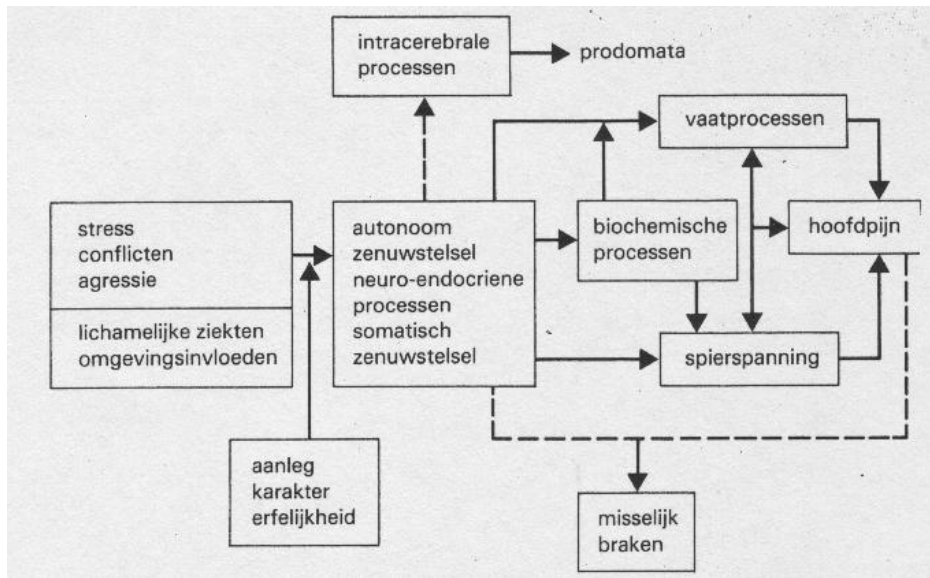 intracerebrale
processen
prodomata
vaatprocessen
stress
conflicten
agressie
lichamelijke ziekten
omgevingsinvloeden
autonoom
zenuwstelsel
neuro-endocriene
processen
somatisch
zenuwstelsel
biochemische
processen
hoofdpijn
spierspanning
aanleg
karakter
erfelijkheid
misselijk
braken